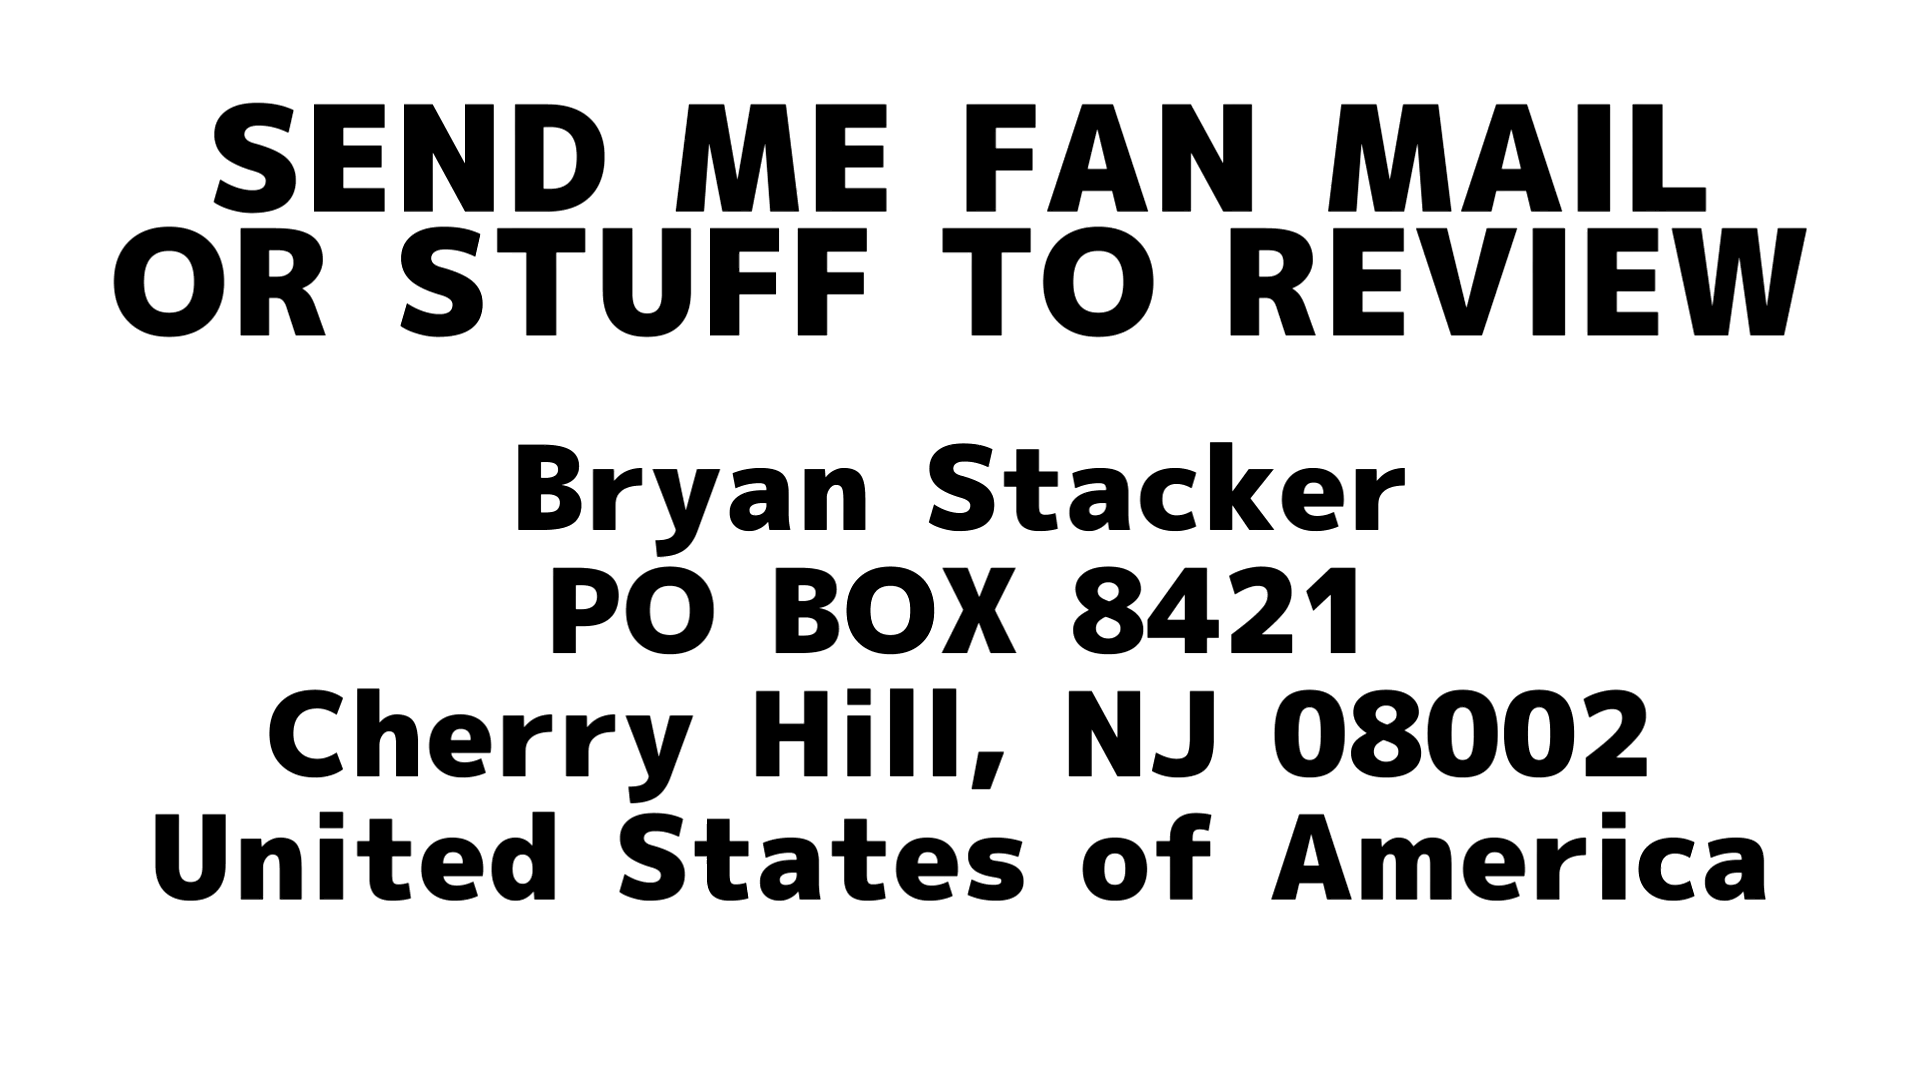 SEND ME FAN MAIL
OR STUFF TO REVIEW
Bryan Stacker
PO BOX 8421
Cherry Hill, NJ 08002
United States of America